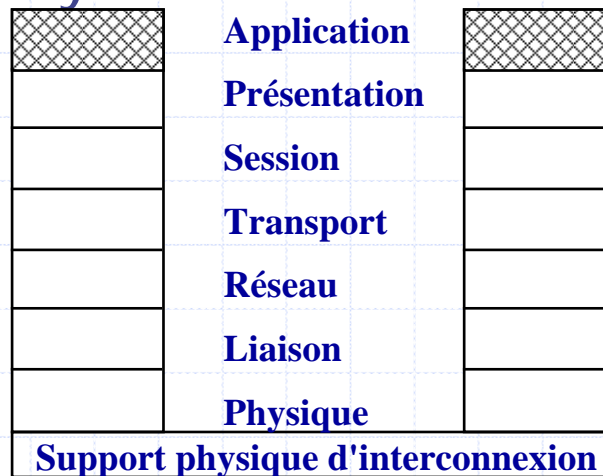 Application
Présentation
Session
Transport
Réseau
Liaison
Physique
Support physique d'interconnexion